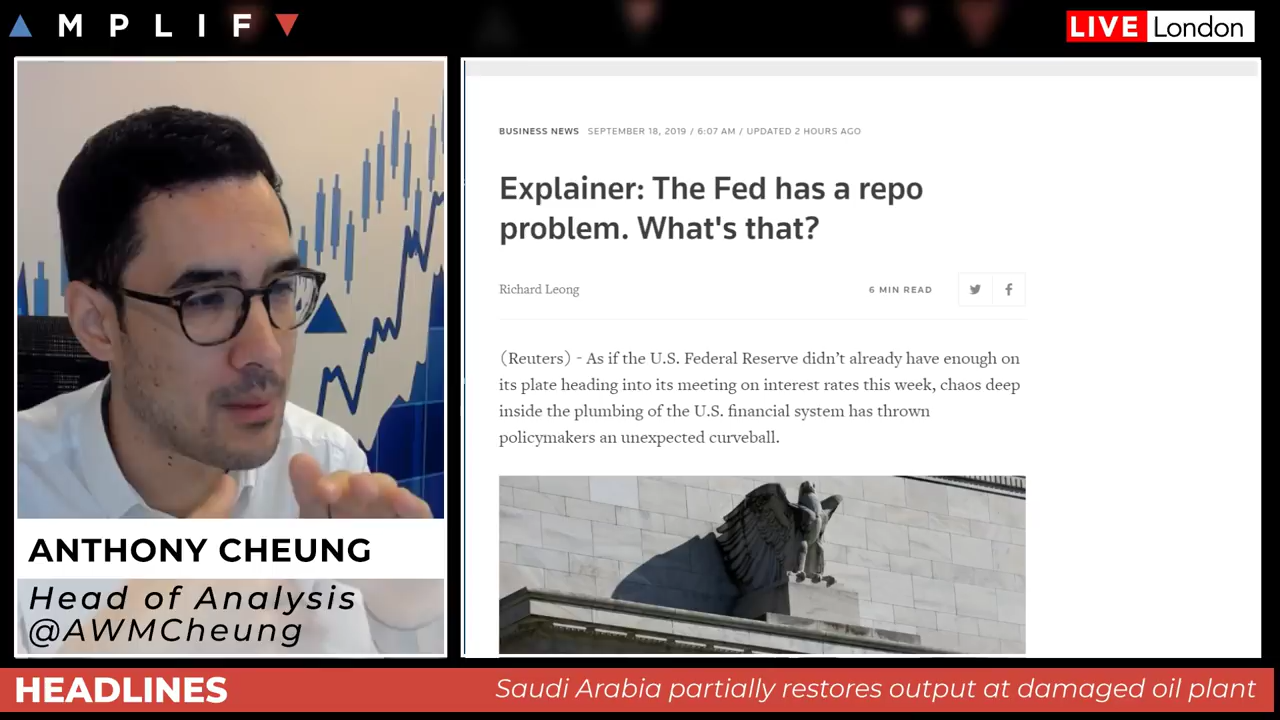 ▲ M P L I F ▼
LIVE London
BUSINESS NEWS SEPTEMBER 18, 2019 / 6:07 AM / UPDATED 2 HOURS AGO
Explainer: The Fed has a repo
problem. What's that?
Richard Leong
6 MIN READ
(Reuters) - As if the U.S. Federal Reserve didn’t already have enough on
its plate heading into its meeting on interest rates this week, chaos deep
inside the plumbing of the U.S. financial system has thrown
policymakers an unexpected curveball.
ANTHONY CHEUNG
Head of Analysis
@AWMCheung
HEADLINES
Saudi Arabia partially restores output at damaged oil plant